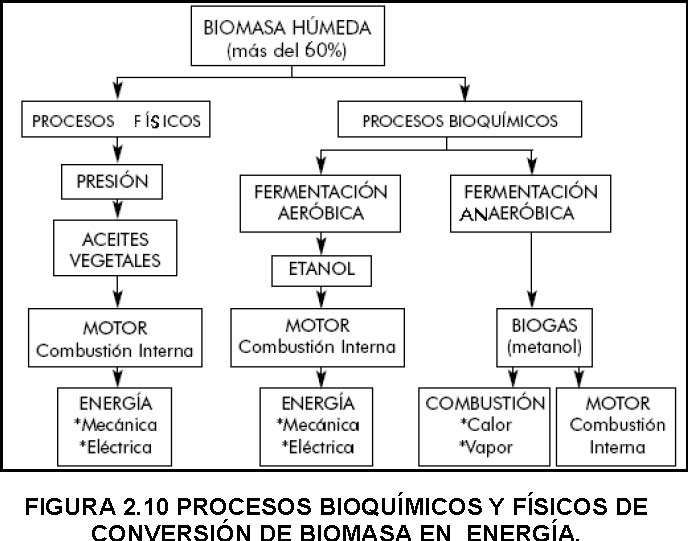 BIOMASA HÚMEDA
(más del 60%)
PROCESOS FÍSICOS
PROCESOS BIOQUÍMICOS
PRESIÓN
FERMENTACIÓN
AERÓBICA
FERMENTACIÓN
ANAERÓBICA
ACEITES
VEGETALES
ETANOL
MOTOR
Combustión Interna
MOTOR
Combustión Interna
BIOGAS
(metanol)
ENERGÍA
*Mecánica
*Eléctrica
ENERGÍA
*Mecánica
*Eléctrica
COMBUSTIÓN
*Calor
*Vapor
MOTOR
Combustión
Interna
FIGURA 2.10 PROCESOS BIOQUÍMICOS Y FÍSICOS DE
CONVERSIÓN DE BIOMASA EN ENERGÍA.